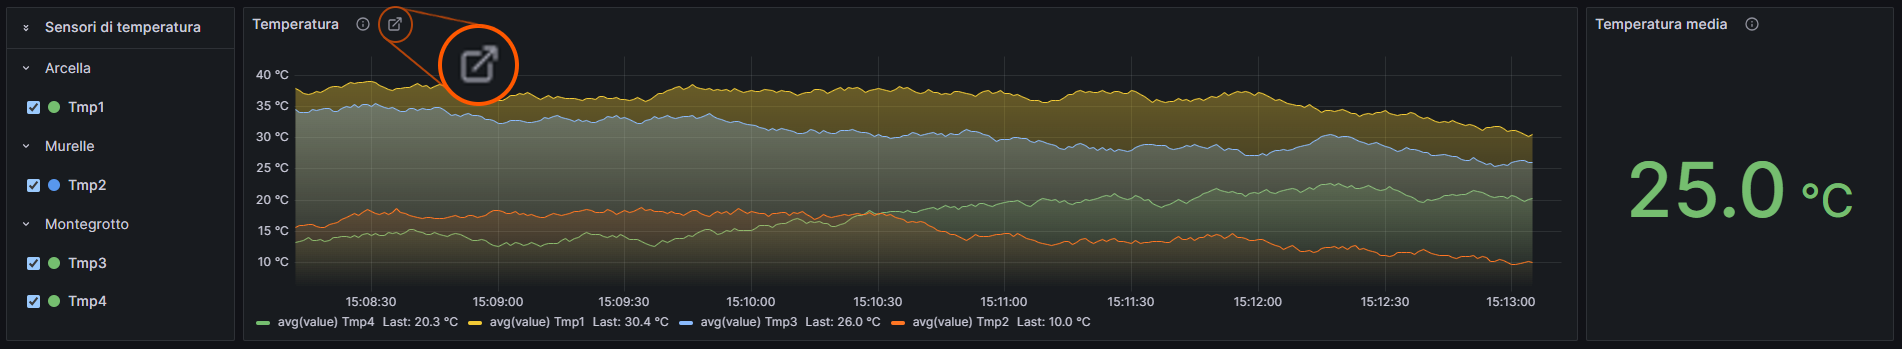 Sensori di temperatura
Arcella
Tmp1
Murelle
Tmp2
Montegrotto
Tmp3
Tmp4
Temperatura
40 °C
35 °C
30 °C
25 °C
20 °C
15 °C
10 °C
15:08:30 15:09:00 15:09:30 15:10:00 15:10:30 15:11:00 15:11:30 15:12:00 15:12:30 15:13:00
avg(value) Tmp4 Last: 20.3 °C avg(value) Tmp1 Last: 30.4 °C avg(value) Tmp3 Last: 26.0 °C avg(value) Tmp2 Last: 10.0 °C
Temperatura media
25.0 °C